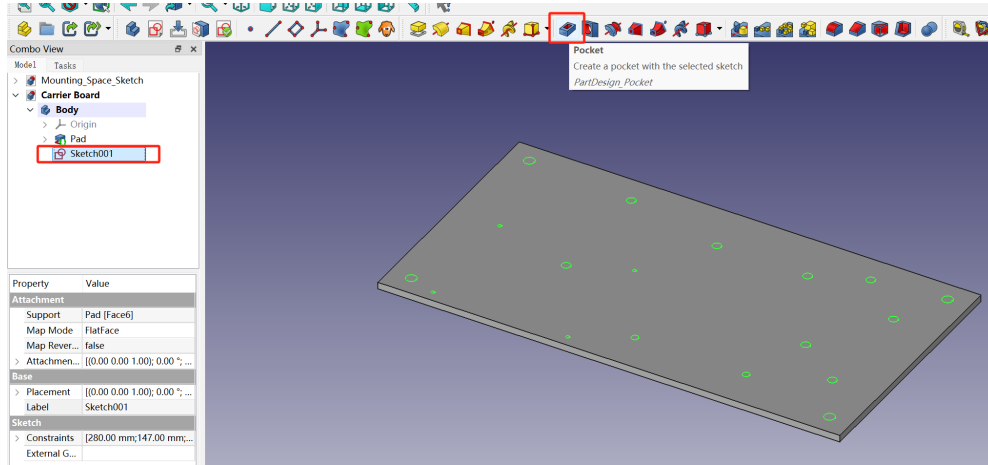 Combo View
Pocket
Create a pocket with the selected sketch
PartDesign_Pocket
Model Tasks
Mounting_Space_Sketch
Carrier Board
Body
Origin
Pad
Sketch001
Property Value
Attachment
Support Pad [Face6]
Map Mode FlatFace
Map Rever... false
Attachmen... [(0.00 0.00 1.00); 0.00 °; ...
Base
Placement [(0.00 0.00 1.00); 0.00 °; ...
Label Sketch001
Sketch
Constraints [280.00 mm;147.00 mm;...
External G...